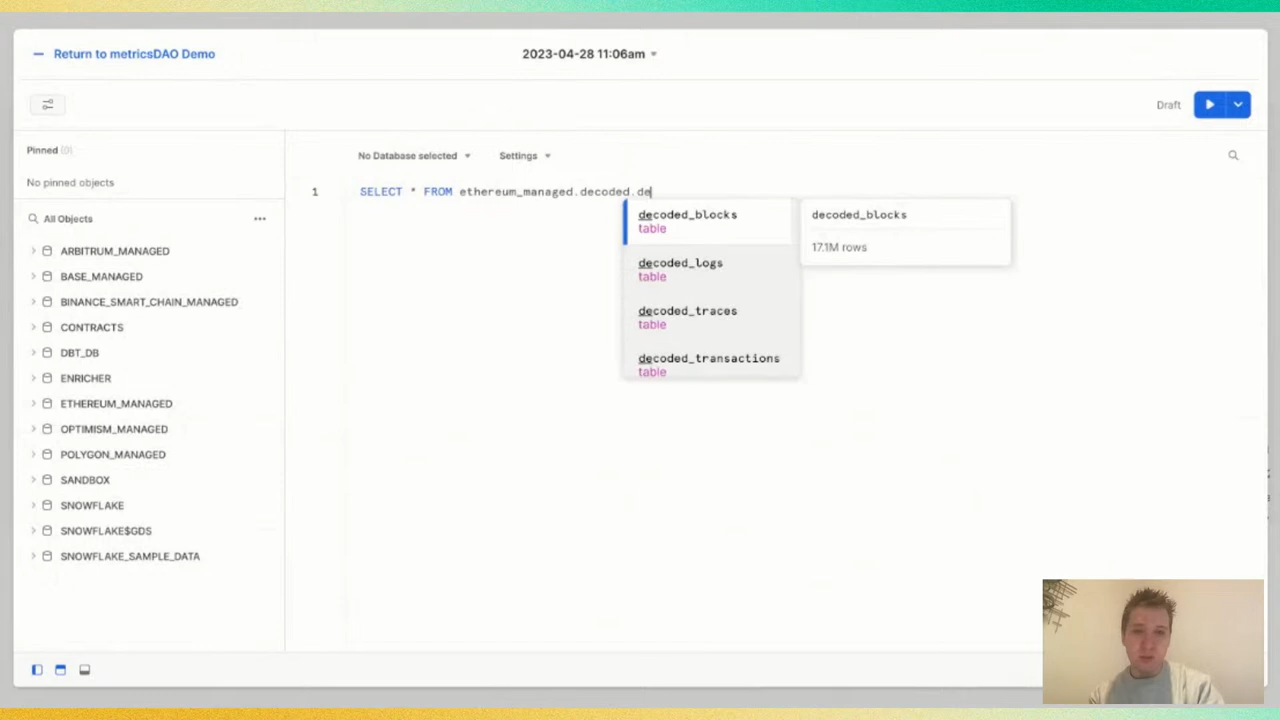 Return to metricsDAO Demo
2023-04-28 11:06am
Draft
Pinned (0)
No pinned objects
All Objects
ARBITRUM_MANAGED
BASE_MANAGED
BINANCE_SMART_CHAIN_MANAGED
CONTRACTS
DBT_DB
ENRICHER
ETHEREUM_MANAGED
OPTIMISM_MANAGED
POLYGON_MANAGED
SANDBOX
SNOWFLAKE
SNOWFLAKE$GDS
SNOWFLAKE_SAMPLE_DATA
No Database selected Settings
1 SELECT * FROM ethereum_managed.decoded.de
decoded_blocks
table
decoded_logs
table
decoded_traces
table
decoded_transactions
table
decoded_blocks
17.1M rows